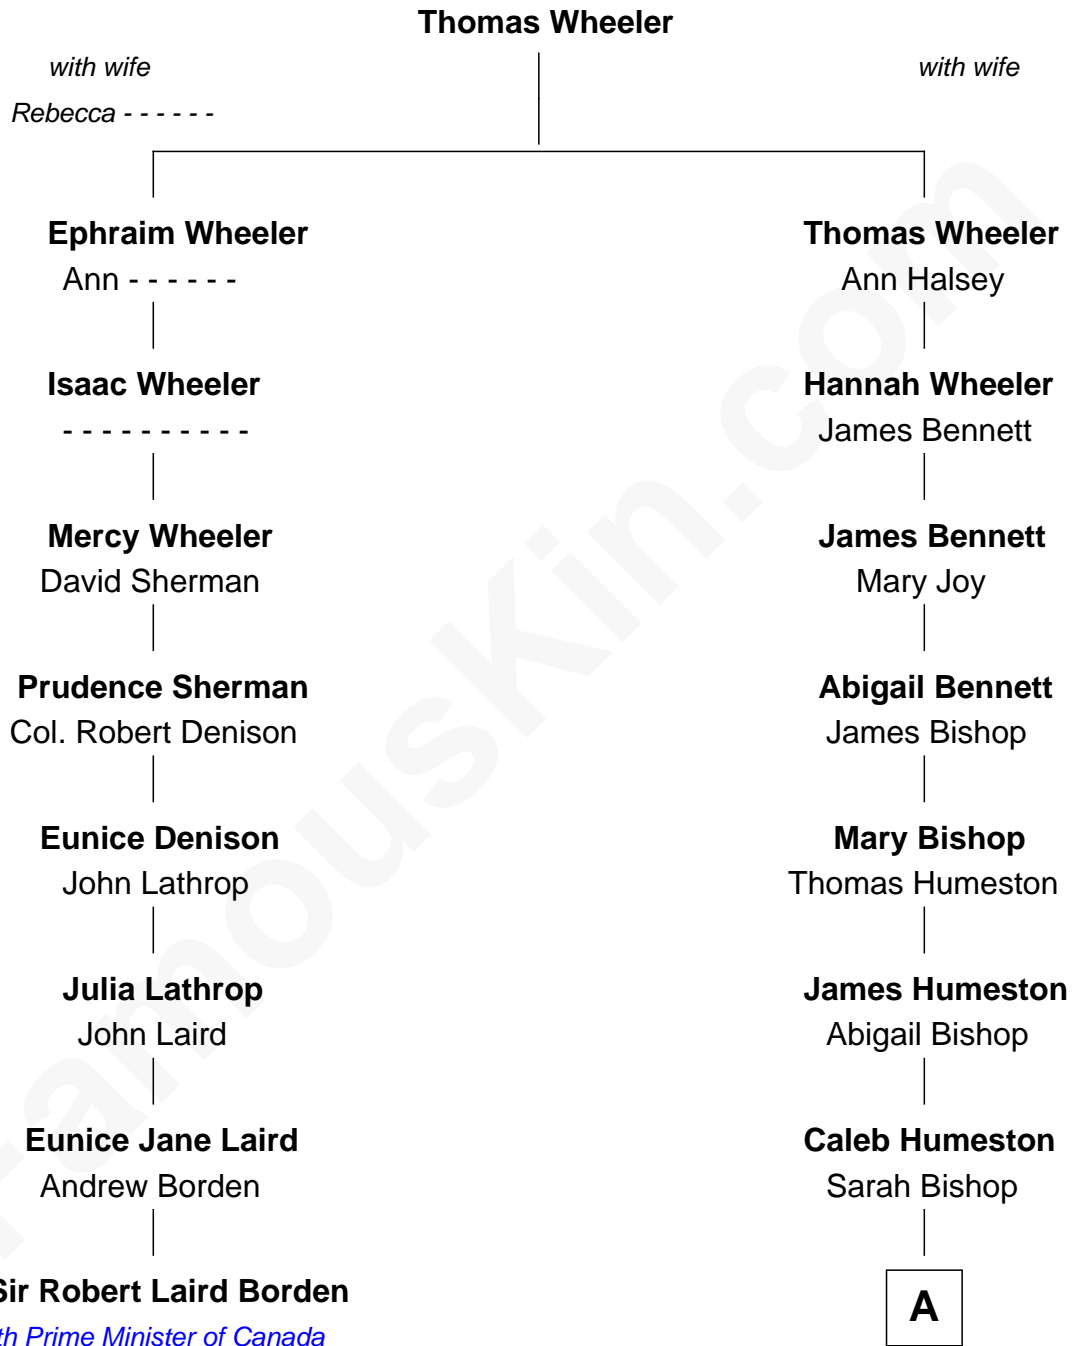 Thomas Wheeler
with wife
with wife
Rebecca - - - - - -
Ephraim Wheeler
Thomas Wheeler
Ann - - - - - -
Ann Halsey
Isaac Wheeler
Hannah Wheeler
- - - - - - - - - -
James Bennett
Mercy Wheeler
James Bennett
David Sherman
Mary Joy
Prudence Sherman
Abigail Bennett
Col. Robert Denison
James Bishop
Eunice Denison
Mary Bishop
John Lathrop
Thomas Humeston
Julia Lathrop
James Humeston
John Laird
Abigail Bishop
Eunice Jane Laird
Caleb Humeston
Andrew Borden
Sarah Bishop
Sir Robert Laird Borden
A
th Prime Minister of Canada
FamousKin.com